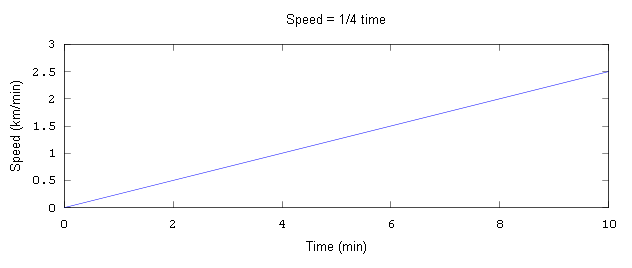 Speed = 1/4 time
3
2.5
2
1.5
1
0.5
0
Speed (km/min)
0 2 4 6 8 10
Time (min)